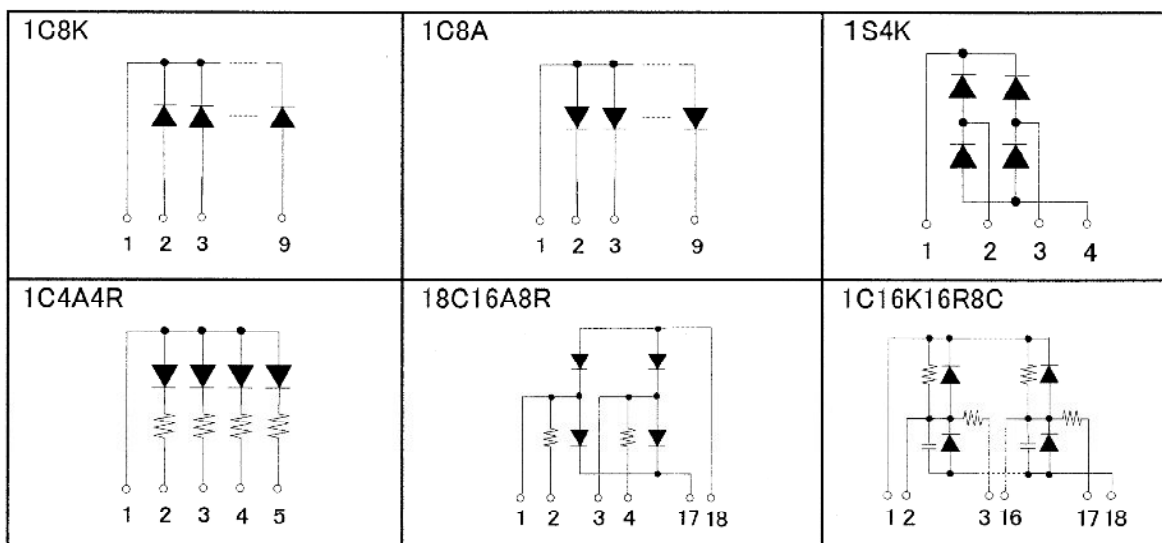 1C8K
1 2 3 9
1C8A
1 2 3 9
1S4K
1 2 3 4
1C4A4R
1 2 3 4 5
18C16A8R
1 2 3 4 17 18
1C16K16R8C
1 2 3 16 17 18